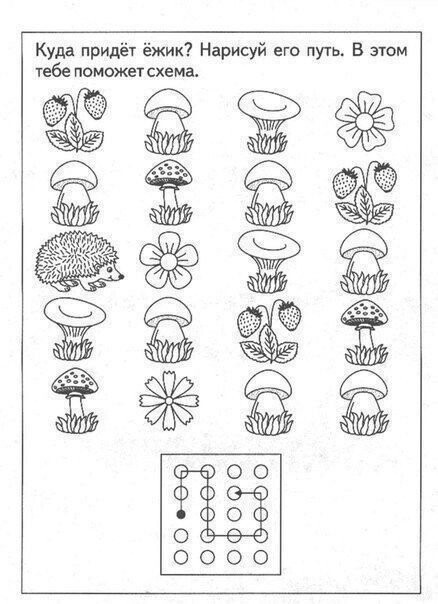 Куда придёт ёжик? Нарисуй его путь. В этом
тебе поможет схема.